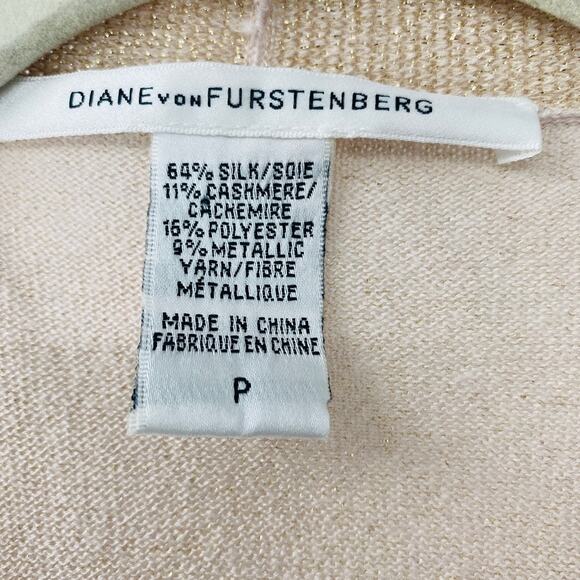 DIANE von FURSTENBERG
64% SILK/SOIE
11% CASHMERE/
CACHEMIRE
16% POLYESTER
9% METALLIC
YARN/FIBRE
MÉTALLIQUE
MADE IN CHINA
FABRIQUE EN CHINE
P